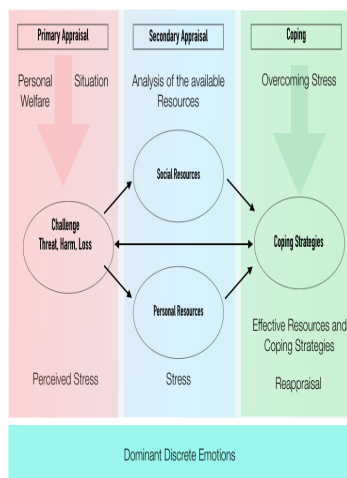 Primary Appraisal
Secondary Appraisal
Coping
Personal
Welfare
Situation
Analysis of the available
Resources
Overcoming Stress
Social Resources
Challenge
Threat, Harm, Loss
Coping Strategies
Personal Resources
Effective Resources and
Coping Strategies
Perceived Stress
Stress
Reappraisal
Dominant Discrete Emotions